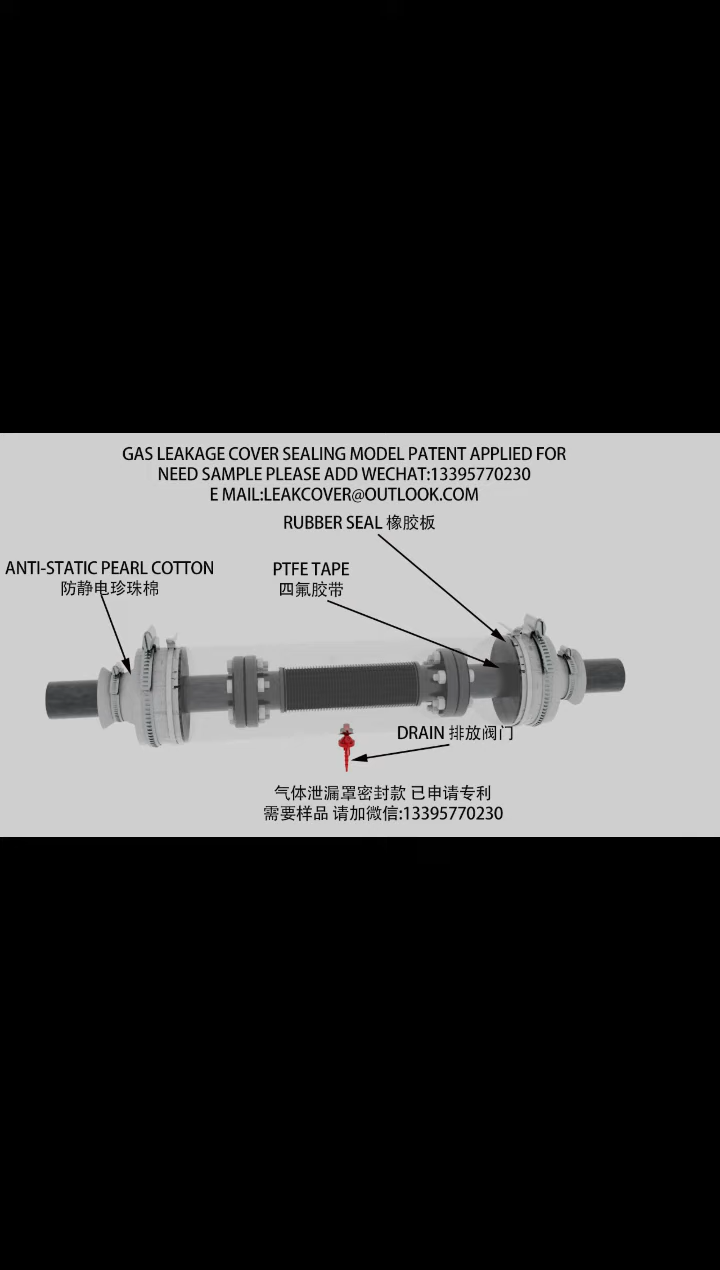 GAS LEAKAGE COVER SEALING MODEL PATENT APPLIED FOR
NEED SAMPLE PLEASE ADD WECHAT:13395770230
E MAIL:LEAKCOVER@OUTLOOK.COM
RUBBER SEAL 橡胶板
ANTI-STATIC PEARL COTTON
防静电珍珠棉
PTFE TAPE
四氟胶带
DRAIN 排放阀门
气体泄漏罩密封款 已申请专利
需要样品 请加微信:13395770230